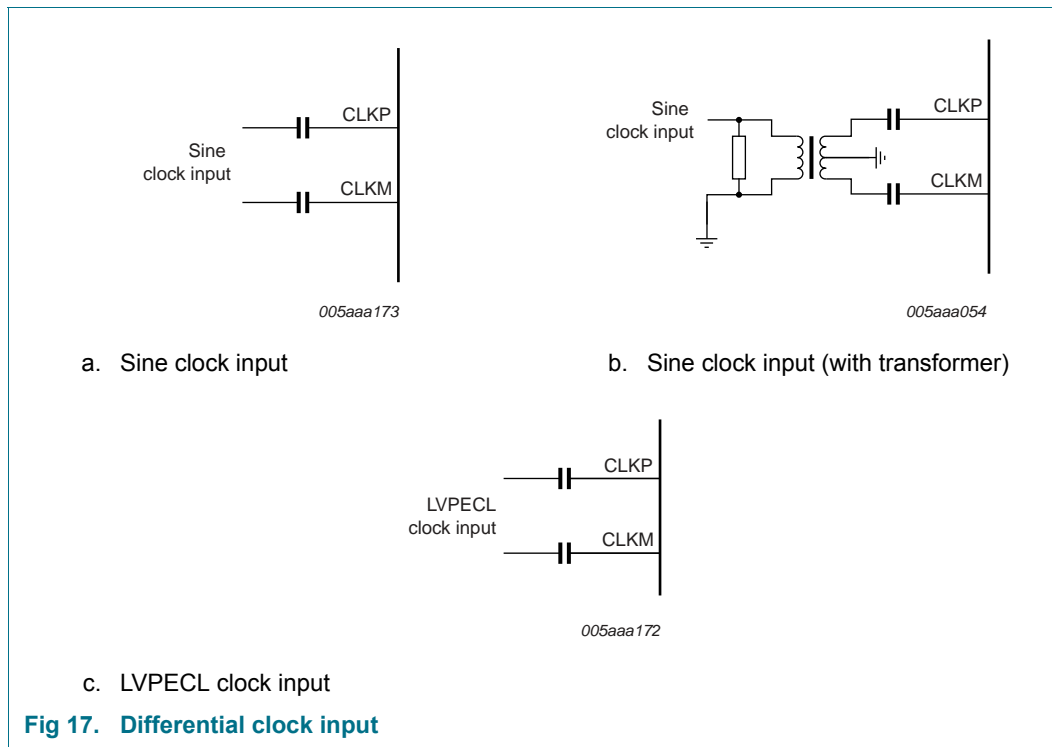 CLKP
Sine
clock input
CLKM
005aaa173
a. Sine clock input
Sine
clock input
CLKP
CLKM
005aaa054
b. Sine clock input (with transformer)
CLKP
LVPECL
clock input
CLKM
005aaa172
c. LVPECL clock input
Fig 17. Differential clock input